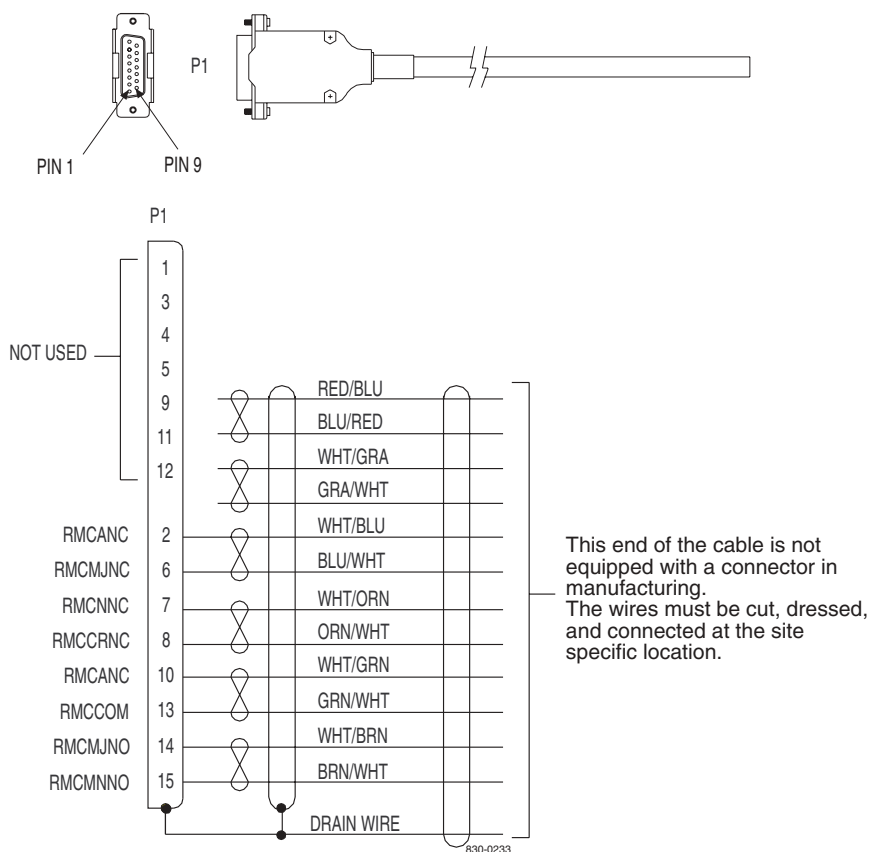 P1
PIN 1
PIN 9
P1
NOT USED
1
3
4
5
9
11
12
RED/BLU
BLU/RED
WHT/GRA
GRA/WHT
RMCANC 2 WHT/BLU
RMCMJNC 6 BLU/WHT
RMCNNC 7 WHT/ORN
RMCCRNC 8 ORN/WHT
RMCANC 10 WHT/GRN
RMCCOM 13 GRN/WHT
RMCMJNO 14 WHT/BRN
RMCMNNO 15 BRN/WHT
DRAIN WIRE
This end of the cable is not
equipped with a connector in
manufacturing.
The wires must be cut, dressed,
and connected at the site
specific location.
830-0233